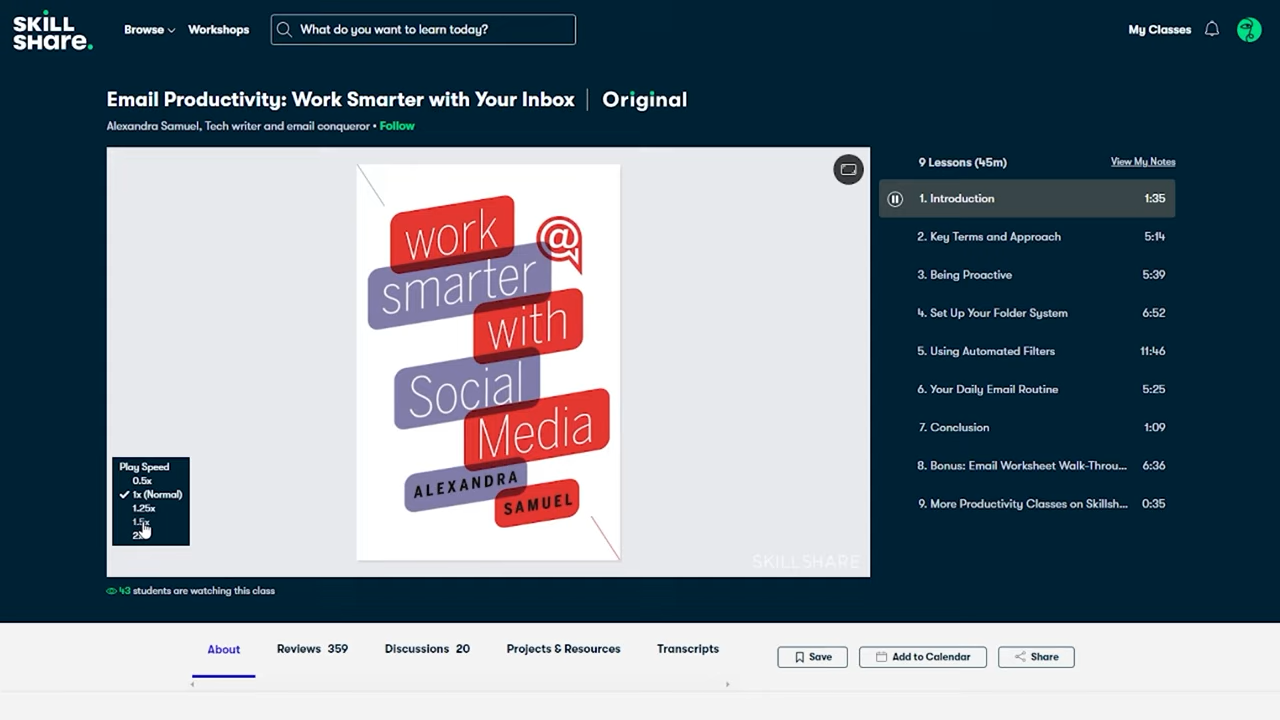 SKILL
SHARE.
Browse
Workshops
What do you want to learn today?
My Classes
Email Productivity: Work Smarter with Your Inbox
Original
Alexandra Samuel, Tech writer and email conqueror • Follow
work
smarter
with
Social
Media
ALEXANDRA
SAMUEL
@
SKILLSHARE
Play Speed
0.5x
1x (Normal)
1.25x
1.5x
2x
43 students are watching this class
9 Lessons (45m)
View My Notes
1. Introduction 1:35
2. Key Terms and Approach 5:14
3. Being Proactive 5:39
4. Set Up Your Folder System 6:52
5. Using Automated Filters 11:46
6. Your Daily Email Routine 5:25
7. Conclusion 1:09
8. Bonus: Email Worksheet Walk-Throu... 6:36
9. More Productivity Classes on Skillsh... 0:35
About
Reviews 359
Discussions 20
Projects & Resources
Transcripts
Save
Add to Calendar
Share